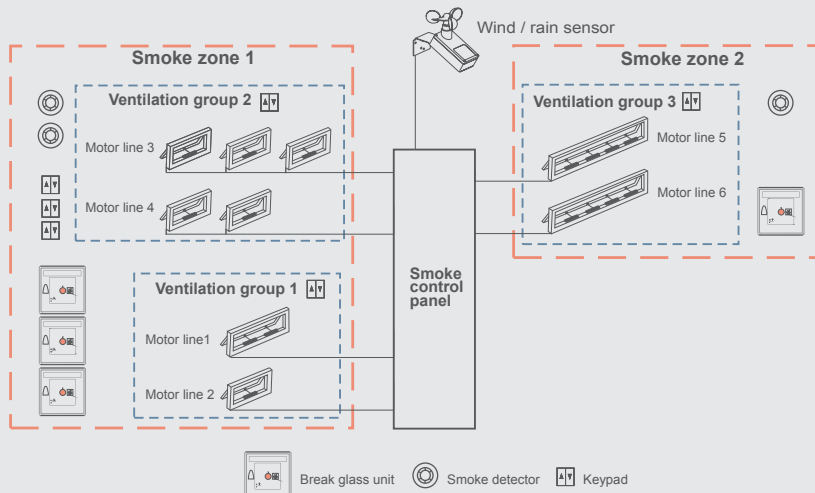 Wind / rain sensor
Smoke zone 1
Smoke zone 2
Ventilation group 2
Ventilation group 3
Motor line 3
Motor line 5
Motor line 4
Motor line 6
Smoke
control
panel
Ventilation group 1
Motor line1
Motor line 2
Break glass unit
Smoke detector
Keypad